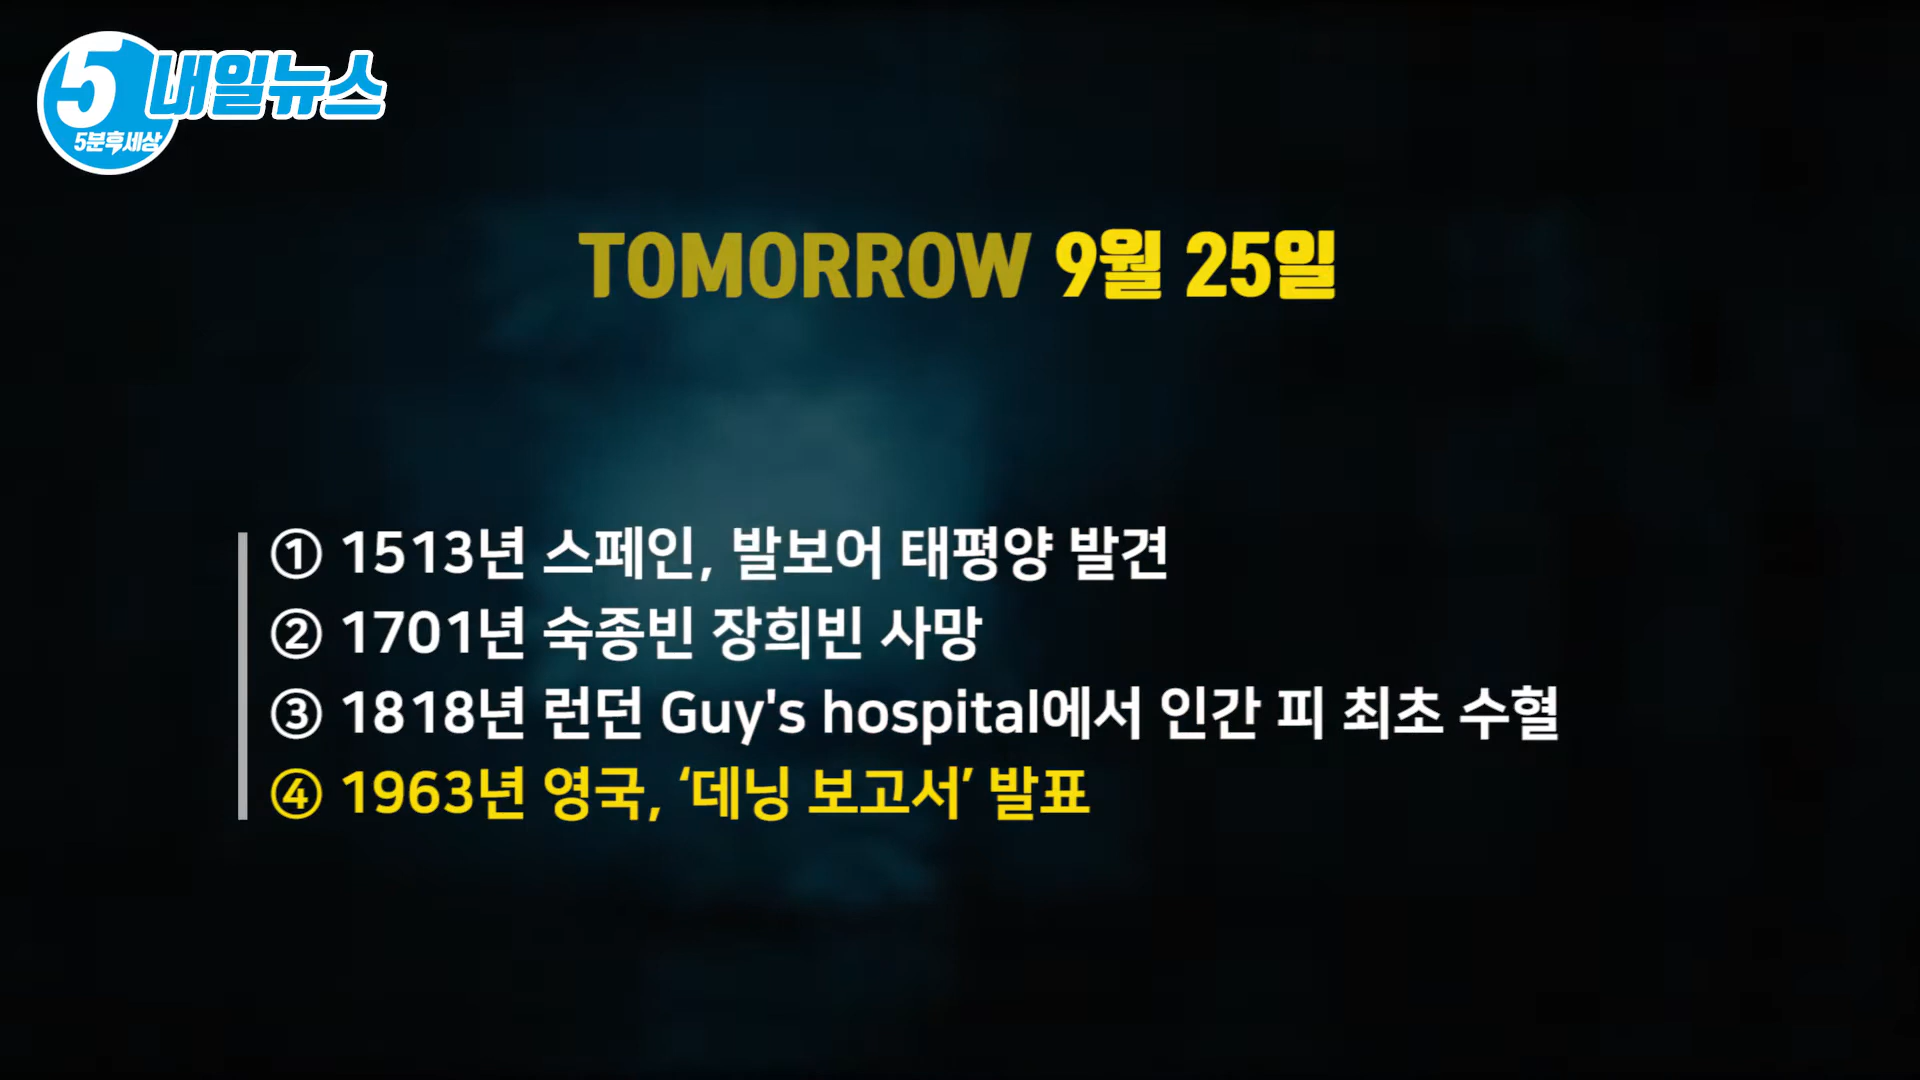 5 내일뉴스
5분후세상
TOMORROW 9월 25일
① 1513년 스페인, 발보어 태평양 발견
② 1701년 숙종빈 장희빈 사망
③ 1818년 런던 Guy's hospital에서 인간 피 최초 수혈
④ 1963년 영국, ‘데닝 보고서’ 발표